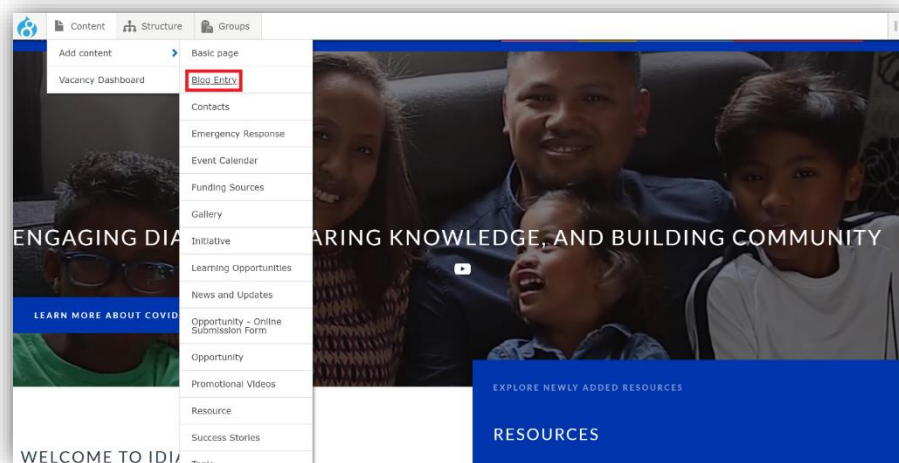 Content Structure Groups
Add content Basic page
Vacancy Dashboard Blog Entry
Contacts
Emergency Response
Event Calendar
Funding Sources
Gallery
ENGAGING DIA ARING KNOWLEDGE, AND BUILDING COMMUNITY
Initiative
Learning Opportunities
News and Updates
LEARN MORE ABOUT COVID
Opportunity - Online
Submission Form
Opportunity
Promotional Videos
EXPLORE NEWLY ADDED RESOURCES
Resource
Success Stories
RESOURCES
WELCOME TO IDIA